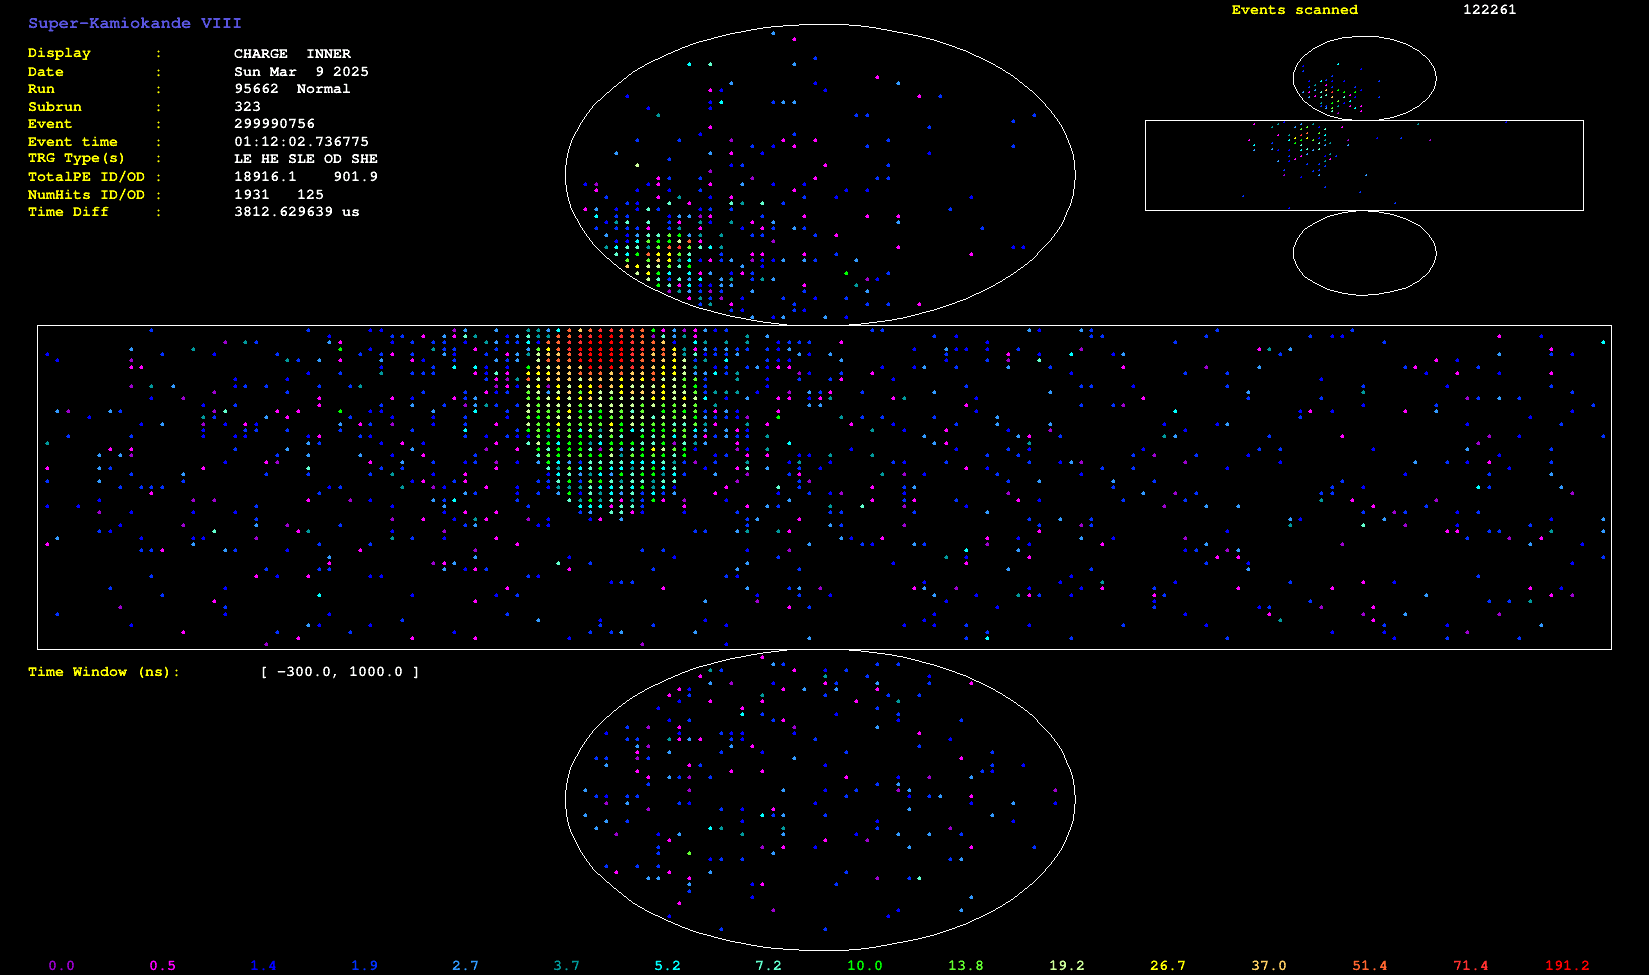 Super-Kamiokande VIII
Display : CHARGE INNER
Date : Sun Mar 9 2025
Run : 95662 Normal
Subrun : 323
Event : 299990756
Event time : 01:12:02.736775
TRG Type(s) : LE HE SLE OD SHE
TotalPE ID/OD : 18916.1 901.9
NumHits ID/OD : 1931 125
Time Diff : 3812.629639 us
Events scanned 122261
Time Window (ns): [ -300.0, 1000.0 ]
0.0 0.5 1.4 1.9 2.7 3.7 5.2 7.2 10.0 13.8 19.2 26.7 37.0 51.4 71.4 191.2